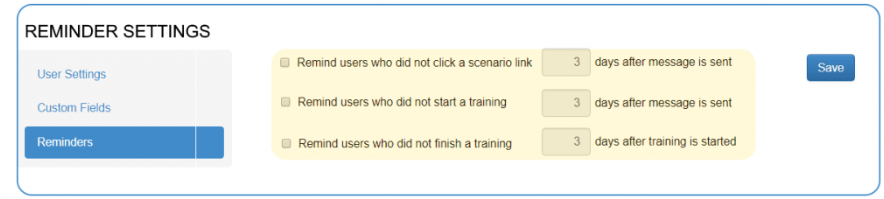 REMINDER SETTINGS
User Settings
Custom Fields
Reminders
Remind users who did not click a scenario link 3 days after message is sent
Remind users who did not start a training 3 days after message is sent
Remind users who did not finish a training 3 days after training is started
Save